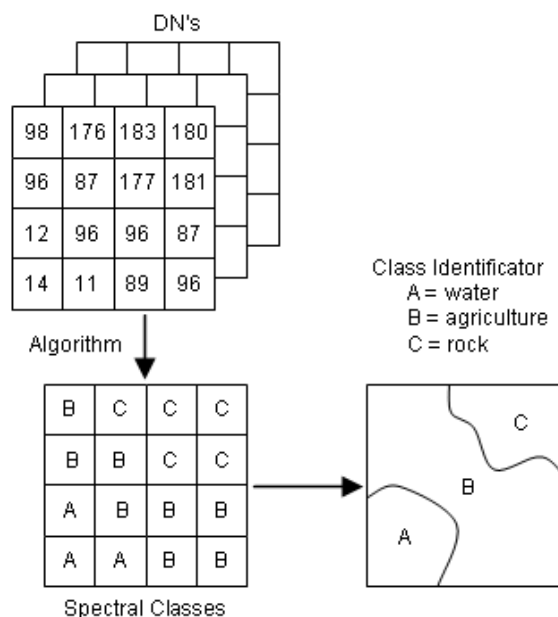 DN's
98 176 183 180
96 87 177 181
12 96 96 87
14 11 89 96
Algorithm
Class Identificator
A = water
B = agriculture
C = rock
B C C C
B B C C
A B B B
A A B B
Spectral Classes
C
B
A